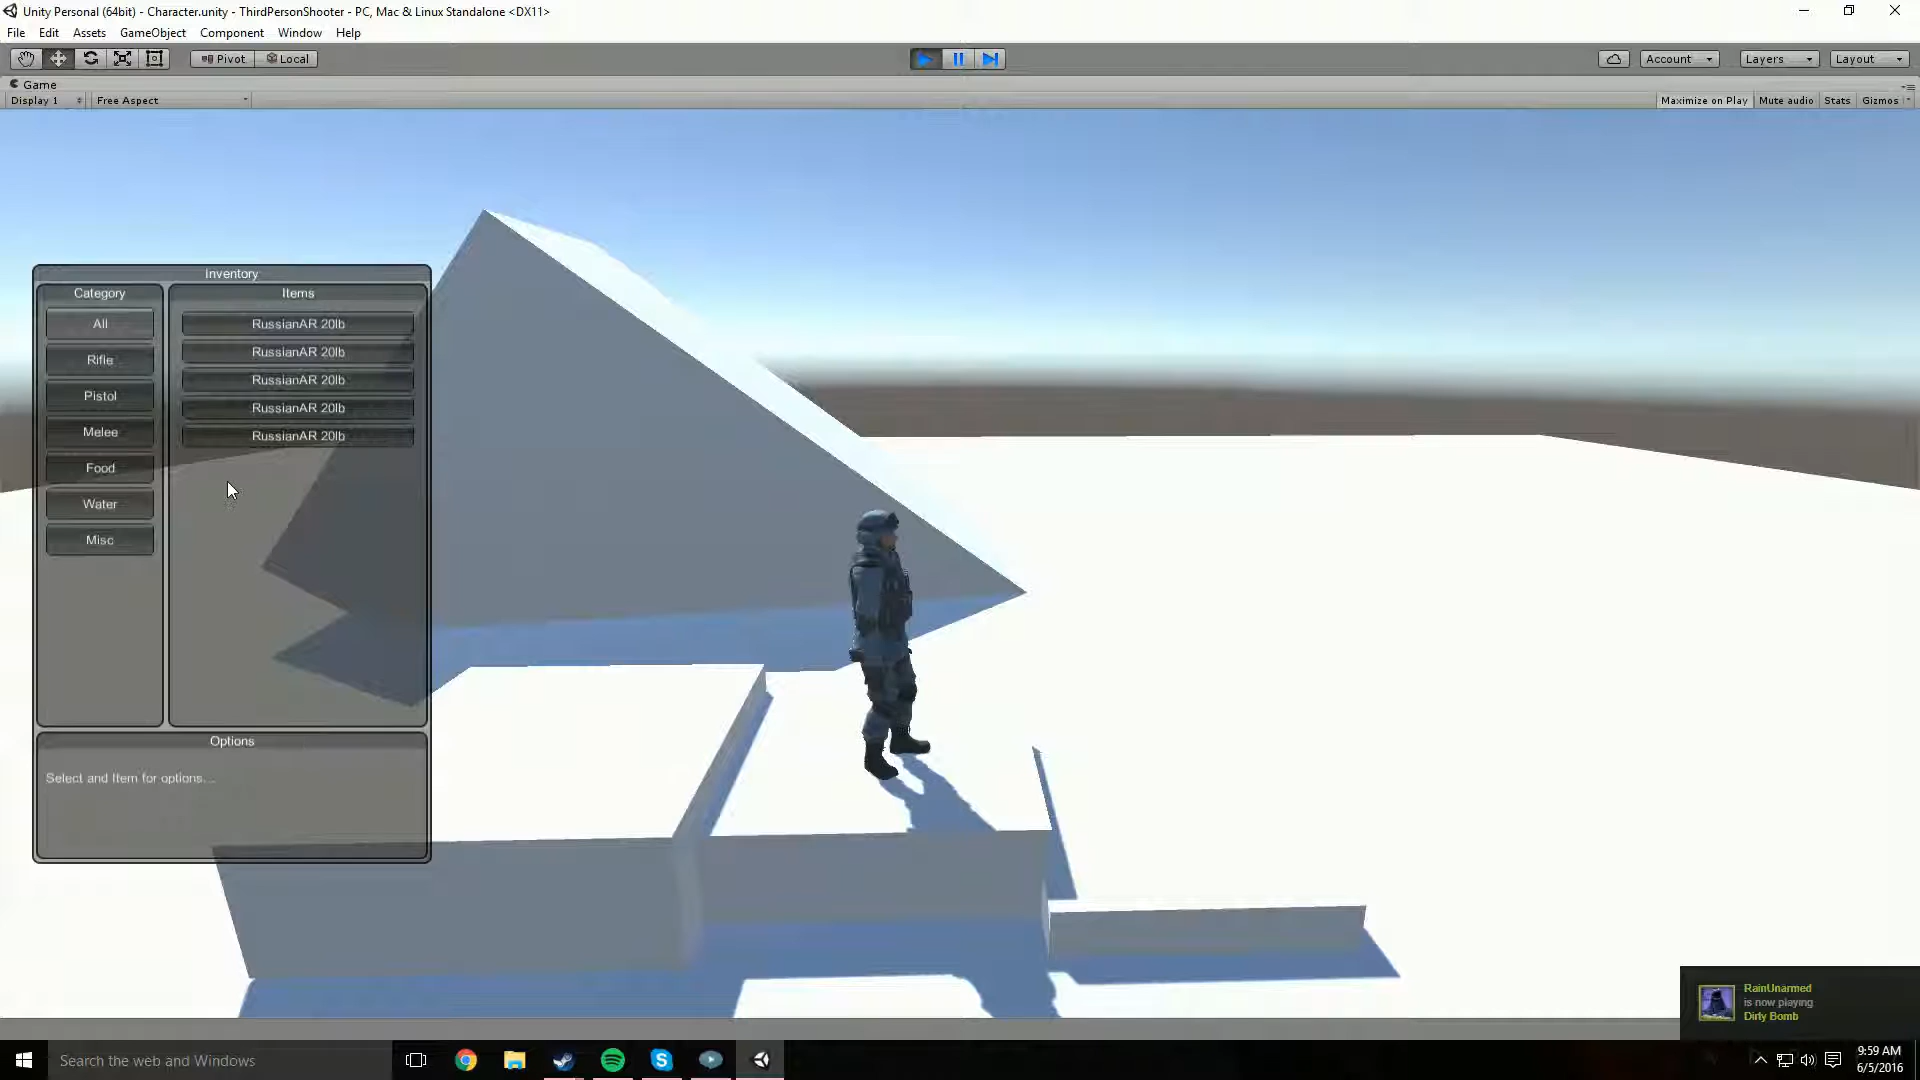 Unity Personal (64bit) - Character.unity - ThirdPersonShooter - PC, Mac & Linux Standalone <DX11>
File Edit Assets GameObject Component Window Help
Pivot Local Account Layers Layout
Game
Display 1 Free Aspect Maximize on Play Mute audio Stats Gizmos
Inventory
Category Items
All RussianAR 20lb
RussianAR 20lb
Rifle
RussianAR 20lb
Pistol
RussianAR 20lb
Melee RussianAR 20lb
Food
Water
Misc
Options
Select and Item for options...
RainUnarmed
is now playing
Dirty Bomb
Search the web and Windows
9:59 AM
6/5/2016